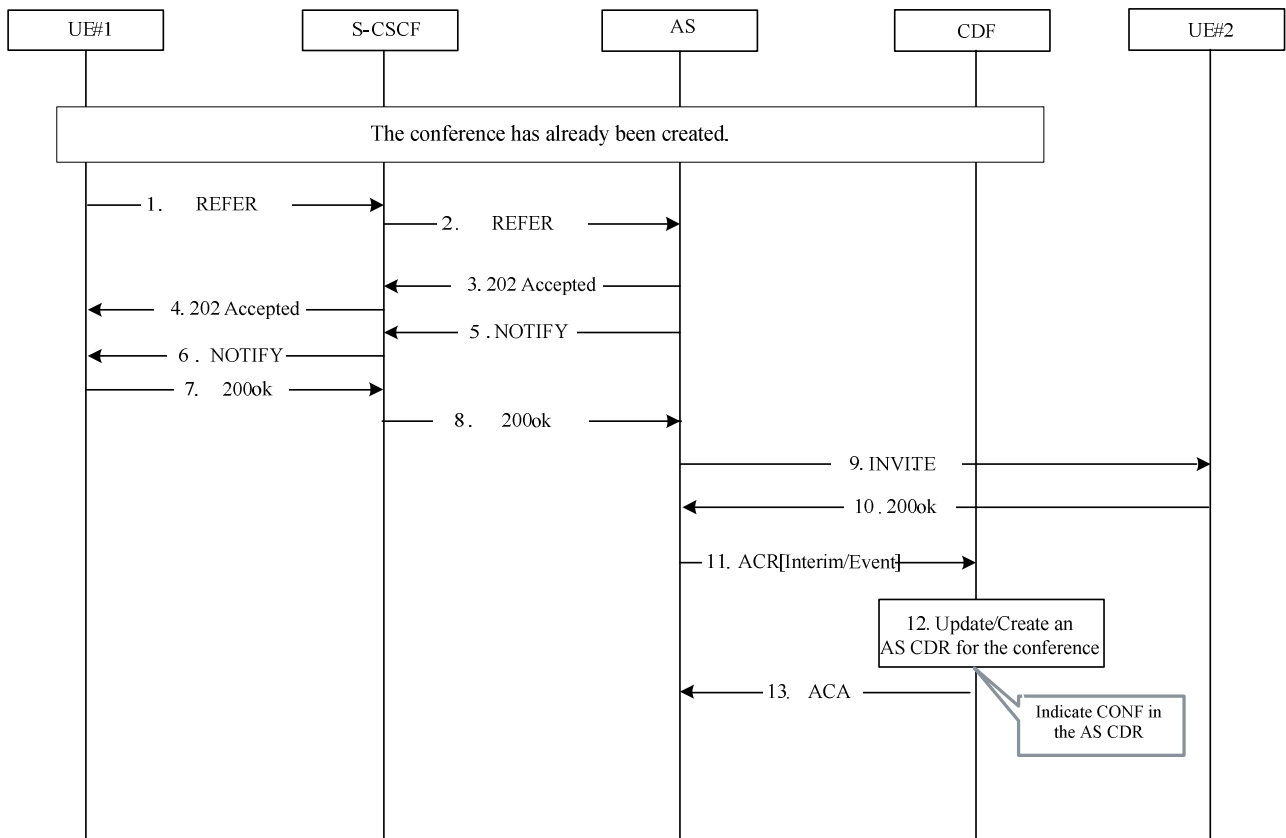 UE#1
S-CSCF
AS
CDF
UE#2
The conference has already been created.
1. REFER
2. REFER
3. 202 Accepted
4. 202 Accepted
5 . NOTIFY
6 . NOTIFY
7. 200ok
8. 200ok
9. INVITE
10 . 200ok
11. ACR[Interim/Event]
12. Update/Create an
AS CDR for the conference
13. ACA
Indicate CONF in
the AS CDR